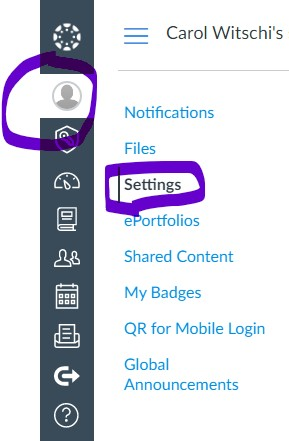 Carol Witschi's
Notifications
Files
Settings
ePortfolios
Shared Content
My Badges
QR for Mobile Login
Global
Announcements